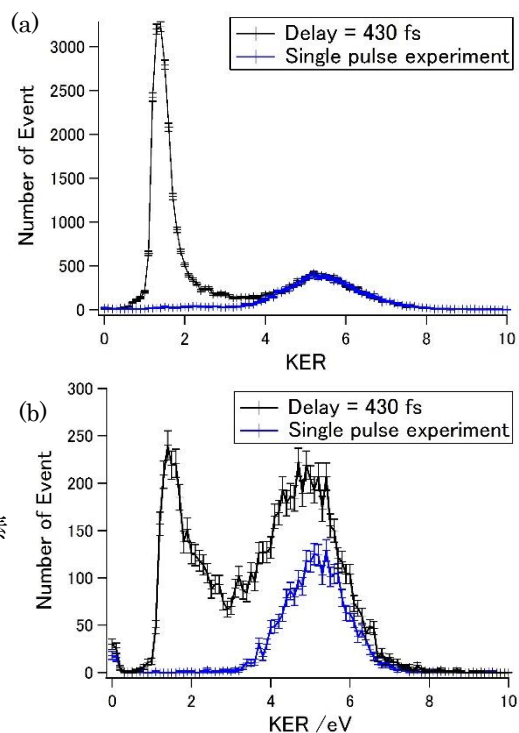 (a)
Delay = 430 fs
Single pulse experiment
Number of Event
3000
2500
2000
1500
1000
500
0
0 2 4 6 8 10
KER
(b)
Delay = 430 fs
Single pulse experiment
Number of Event
300
250
200
150
100
50
0
0 2 4 6 8 10
KER /eV